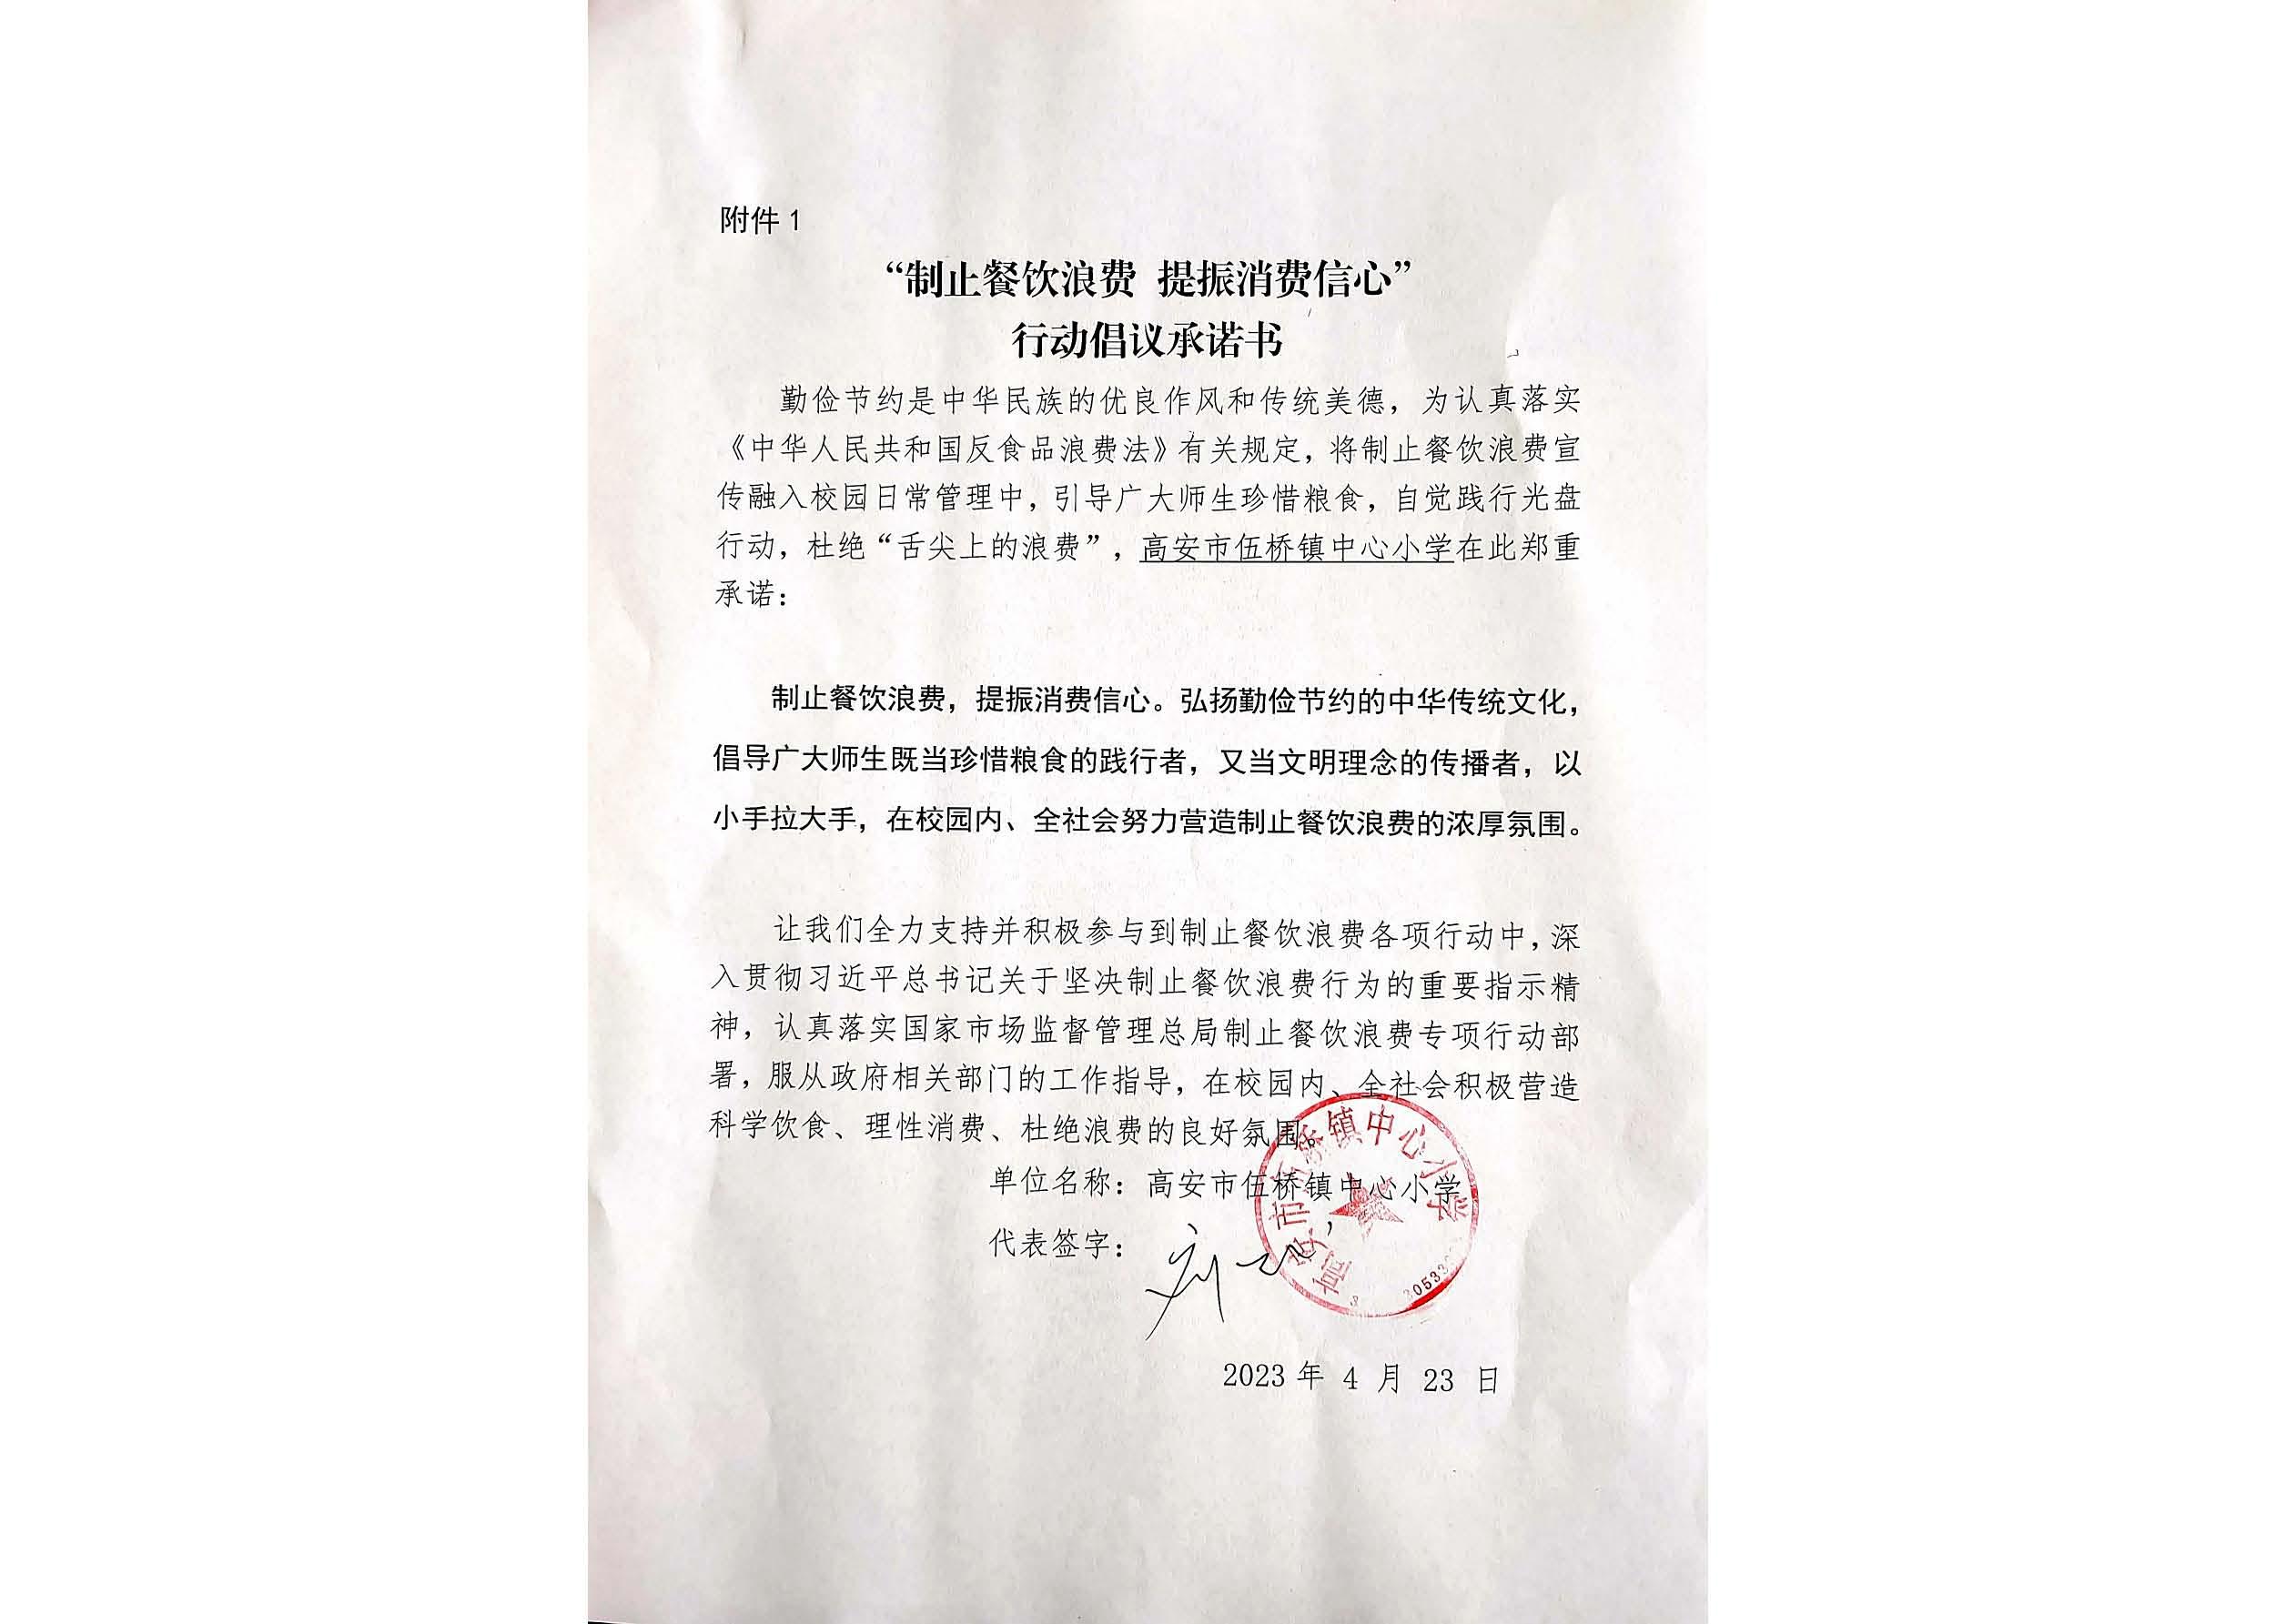 附件 1
“制止餐饮浪费 提振消费信心”
行动倡议承诺书
勤俭节约是中华民族的优良作风和传统美德，为认真落实
《中华人民共和国反食品浪费法》有关规定，将制止餐饮浪费宣
传融入校园日常管理中，引导广大师生珍惜粮食，自觉践行光盘
行动，杜绝“舌尖上的浪费”，高安市伍桥镇中心小学在此郑重
承诺：
制止餐饮浪费，提振消费信心。弘扬勤俭节约的中华传统文化，
倡导广大师生既当珍惜粮食的践行者，又当文明理念的传播者，以
小手拉大手，在校园内、全社会努力营造制止餐饮浪费的浓厚氛围。
让我们全力支持并积极参与到制止餐饮浪费各项行动中，深
入贯彻习近平总书记关于坚决制止餐饮浪费行为的重要指示精
神，认真落实国家市场监督管理总局制止餐饮浪费专项行动部
署，服从政府相关部门的工作指导，在校园内、全社会积极营造
科学饮食、理性消费、杜绝浪费的良好氛围。
单位名称：高安市伍桥镇中心小学
代表签字：
高安市伍桥镇中心小学
2023 年 4 月 23 日